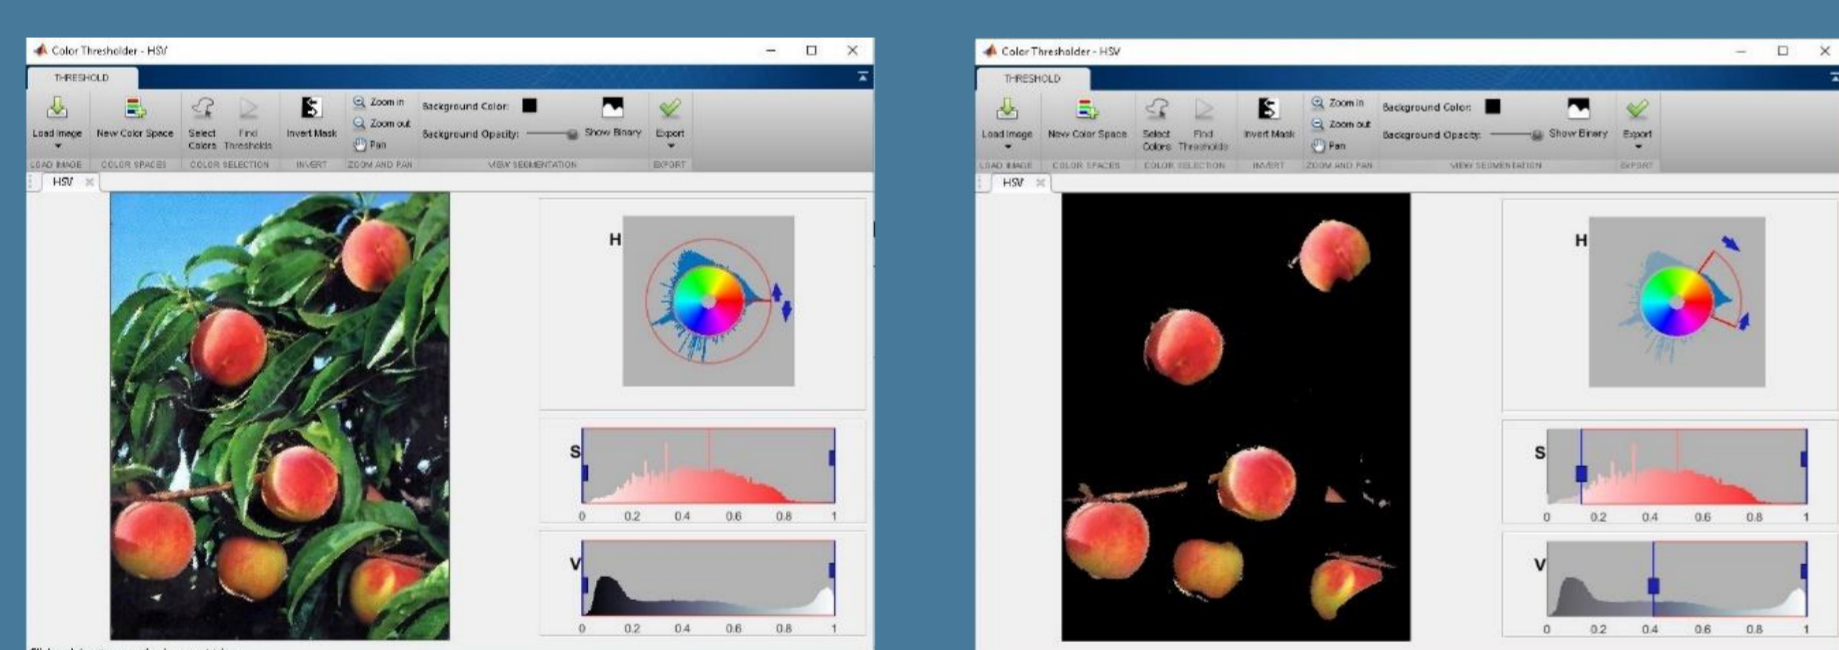 Color Thresholder - HSV
THRESHOLD
Load Image
New Color Space
Select Colors
Find Thresholds
Invert Mask
Zoom in
Zoom out
Pan
Background Color:
Background Opacity:
Show Binary
Export
LOAD IMAGE
COLOR SPACES
COLOR SELECTION
INVERT
ZOOM AND PAN
VIEW SEGMENTATION
EXPORT
HSV
H
S
0 0.2 0.4 0.6 0.8 1
V
0 0.2 0.4 0.6 0.8 1
Color Thresholder - HSV
THRESHOLD
Load Image
New Color Space
Select Colors
Find Thresholds
Invert Mask
Zoom in
Zoom out
Pan
Background Color:
Background Opacity:
Show Binary
Export
LOAD IMAGE
COLOR SPACES
COLOR SELECTION
INVERT
ZOOM AND PAN
VIEW SEGMENTATION
EXPORT
HSV
H
S
0 0.2 0.4 0.6 0.8 1
V
0 0.2 0.4 0.6 0.8 1